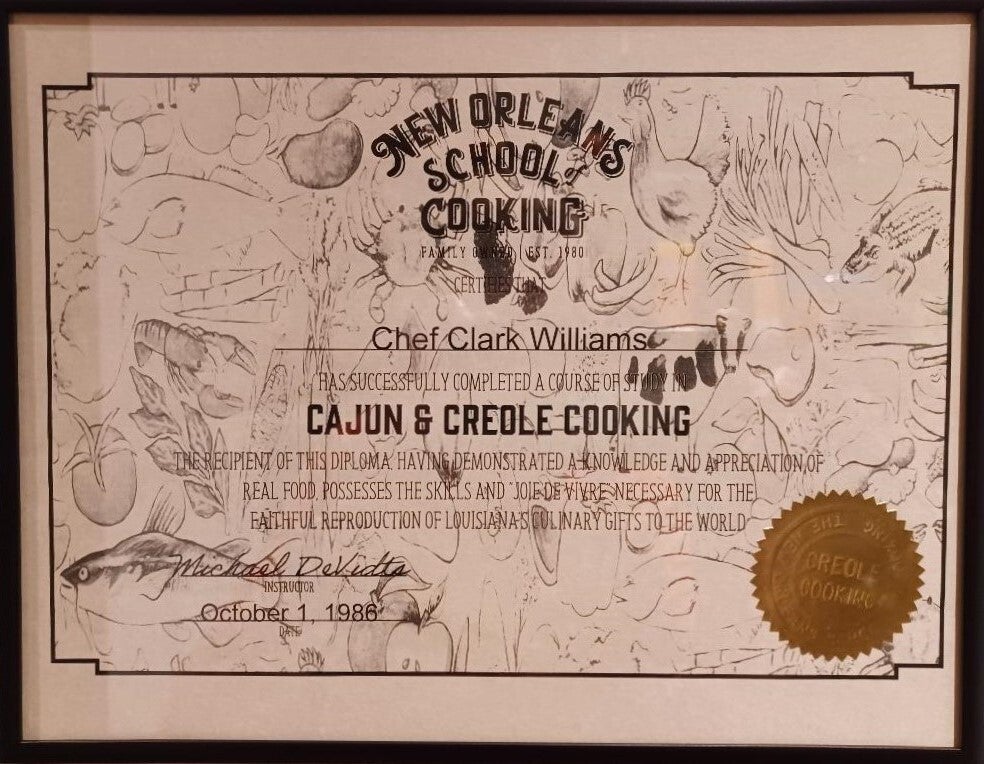 NEW ORLEANS
SCHOOL of
COOKING
FAMILY OWNED | EST. 1980
CERTIFIES THAT
Chef Clark Williams
HAS SUCCESSFULLY COMPLETED A COURSE OF STUDY IN
CAJUN & CREOLE COOKING
THE RECIPIENT OF THIS DIPLOMA, HAVING DEMONSTRATED A KNOWLEDGE AND APPRECIATION OF
REAL FOOD, POSSESSES THE SKILLS AND "JOIE DE VIVRE" NECESSARY FOR THE
FAITHFUL REPRODUCTION OF LOUISIANA'S CULINARY GIFTS TO THE WORLD
Michael DeVidts
INSTRUCTOR
October 1, 1986
DATE
CREOLE
COOKING